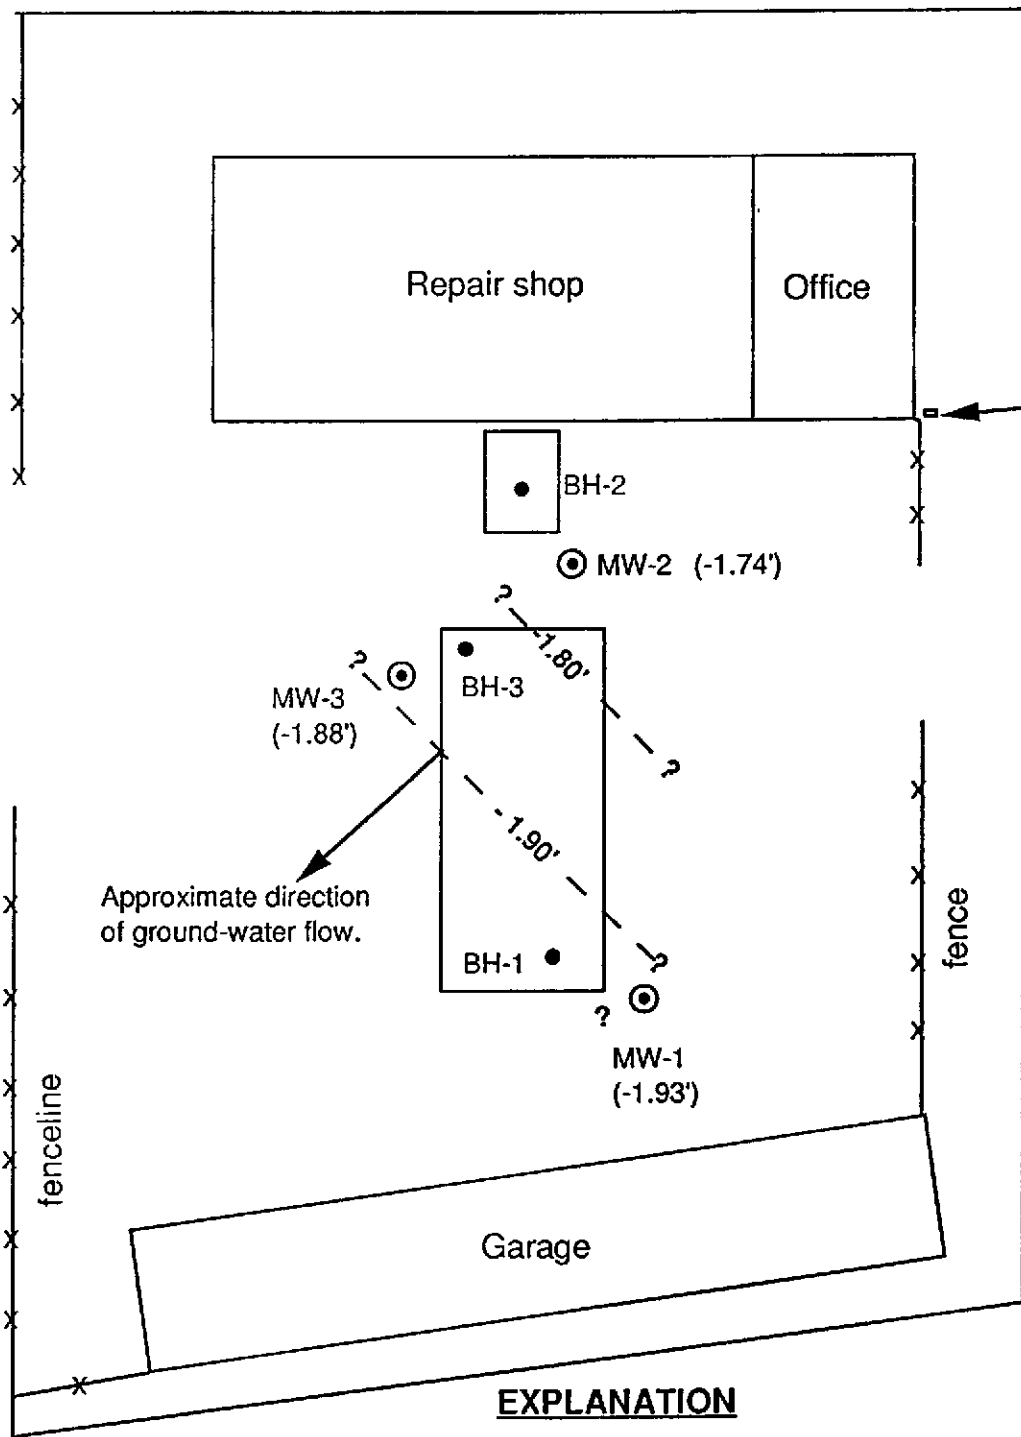 Repair shop
Office
BH-2
MW-2 (-1.74')
?
-1.80'
?
?
BH-3
MW-3
(-1.88')
- 1.90'
Approximate direction
of ground-water flow.
fence
BH-1
?
?
MW-1
(-1.93')
fenceline
Garage
EXPLANATION